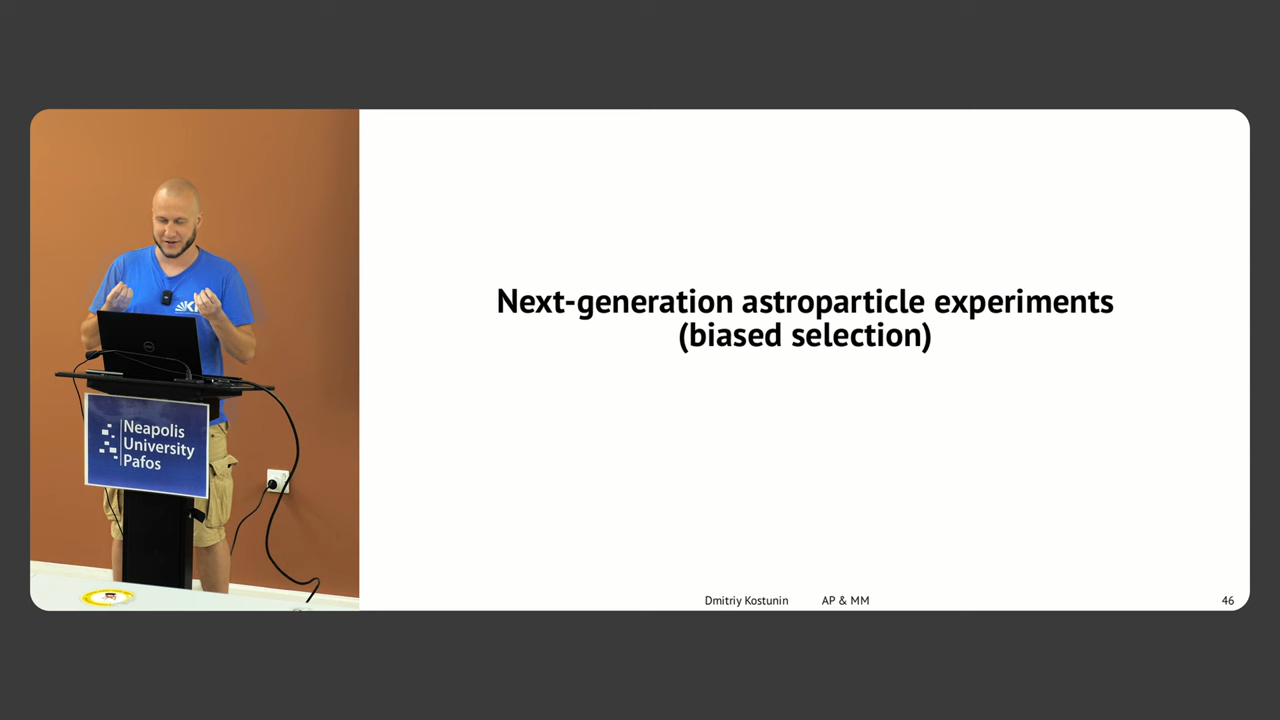 Next-generation astroparticle experiments
(biased selection)
Neapolis
University
Pafos
Dmitriy Kostunin AP & MM 46